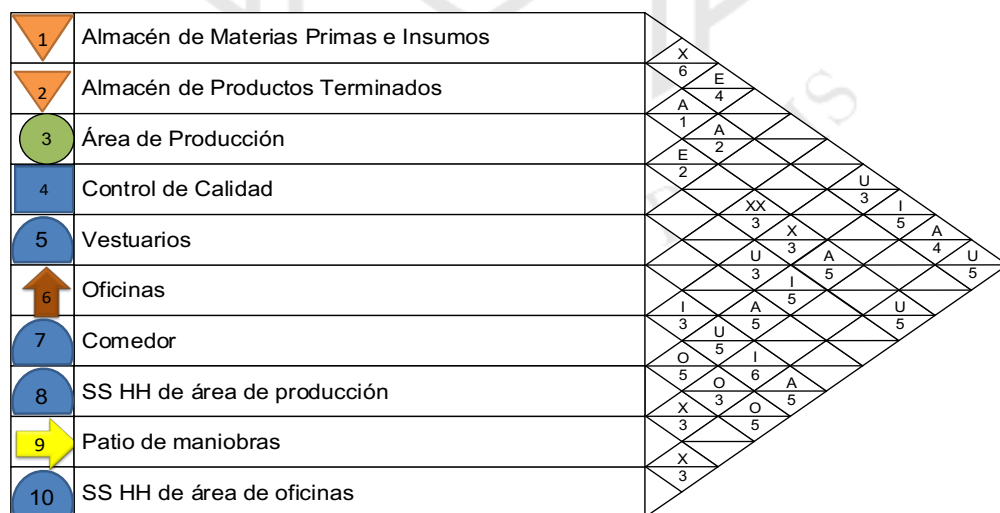 1 Almacén de Materias Primas e Insumos
2 Almacén de Productos Terminados
3 Área de Producción
4 Control de Calidad
5 Vestuarios
6 Oficinas
7 Comedor
8 SS HH de área de producción
9 Patio de maniobras
10 SS HH de área de oficinas
X
6
E
4
A
1
A
2
E
2
U
3
XX I
3 5
X A
3 4
U A U
3 5 5
I
5
I A U
3 5 5
U
5
O I
5 6
O A
3 5
X O
3 5
X
3